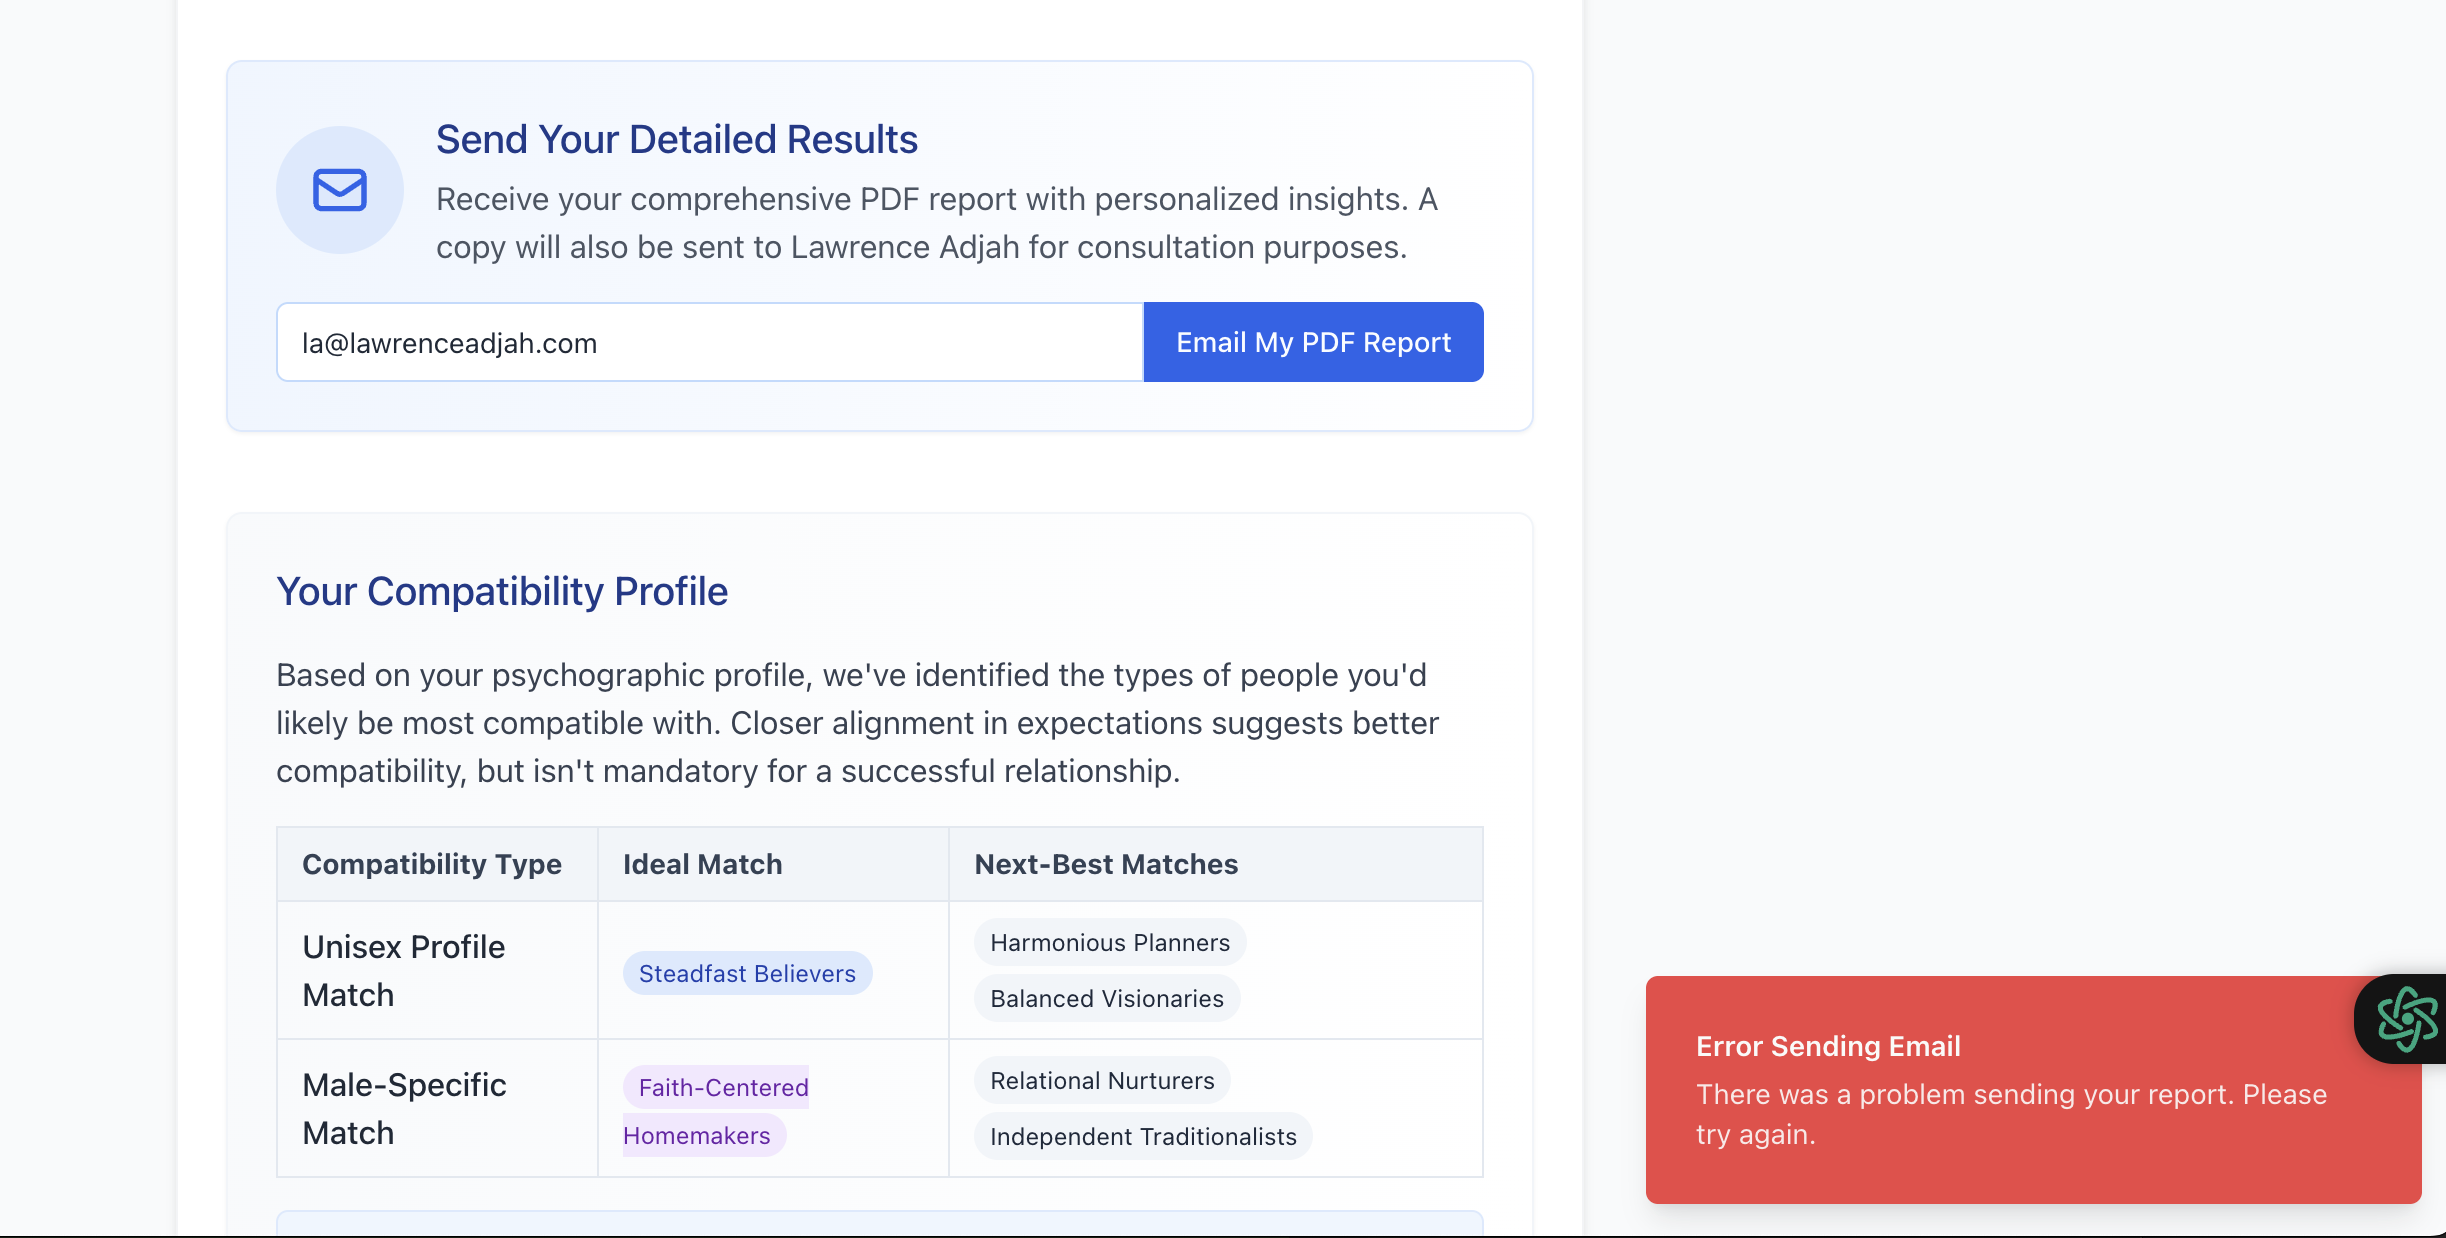 Send Your Detailed Results
Receive your comprehensive PDF report with personalized insights. A
copy will also be sent to Lawrence Adjah for consultation purposes.
la@lawrenceadjah.com
Email My PDF Report
Your Compatibility Profile
Based on your psychographic profile, we've identified the types of people you'd
likely be most compatible with. Closer alignment in expectations suggests better
compatibility, but isn't mandatory for a successful relationship.
Compatibility Type
Ideal Match
Next-Best Matches
Unisex Profile
Match
Steadfast Believers
Harmonious Planners
Balanced Visionaries
Male-Specific
Match
Faith-Centered
Homemakers
Relational Nurturers
Independent Traditionalists
Error Sending Email
There was a problem sending your report. Please
try again.